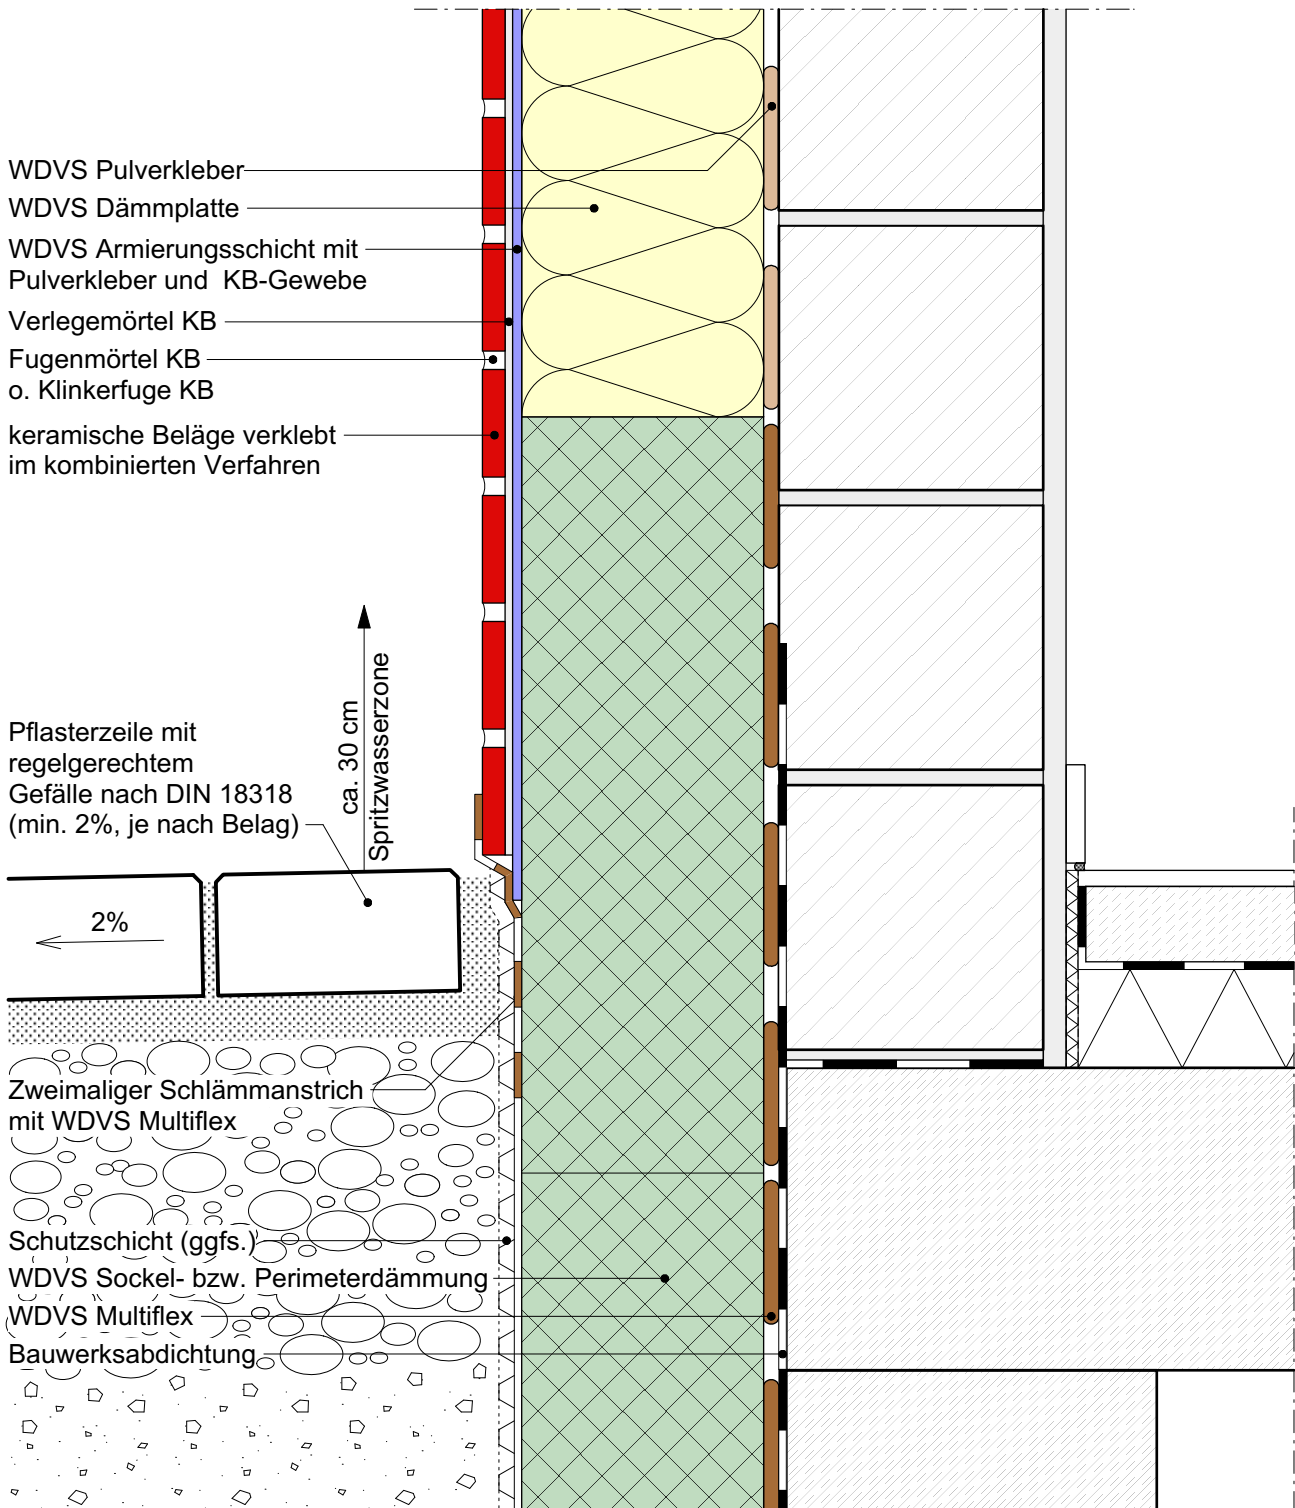 WDVS Pulverkleber
WDVS Dämmplatte
WDVS Armierungsschicht mit
Pulverkleber und KB-Gewebe
Verlegemörtel KB
Fugenmörtel KB
o. Klinkerfuge KB
keramische Beläge verklebt
im kombinierten Verfahren
ca. 30 cm
Spritzwasserzone
Pflasterzeile mit
regelgerechtem
Gefälle nach DIN 18318
(min. 2%, je nach Belag)
2%
Zweimaliger Schlämmanstrich
mit WDVS Multiflex
Schutzschicht (ggfs.)
WDVS Sockel- bzw. Perimeterdämmung
WDVS Multiflex
Bauwerksabdichtung